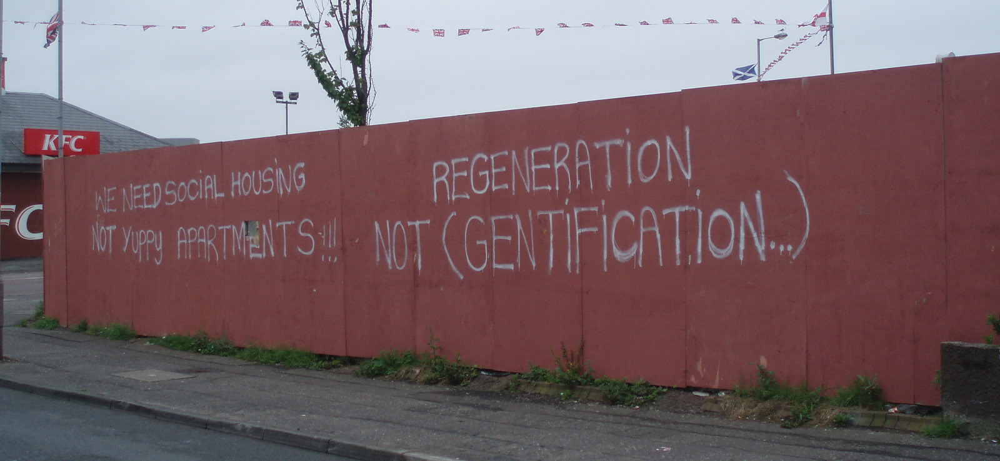 KFC
FC
WE NEED SOCIAL HOUSING
NOT YUPPY APARTMENTS!!!
REGENERATION
NOT (GENTIFICATION...)